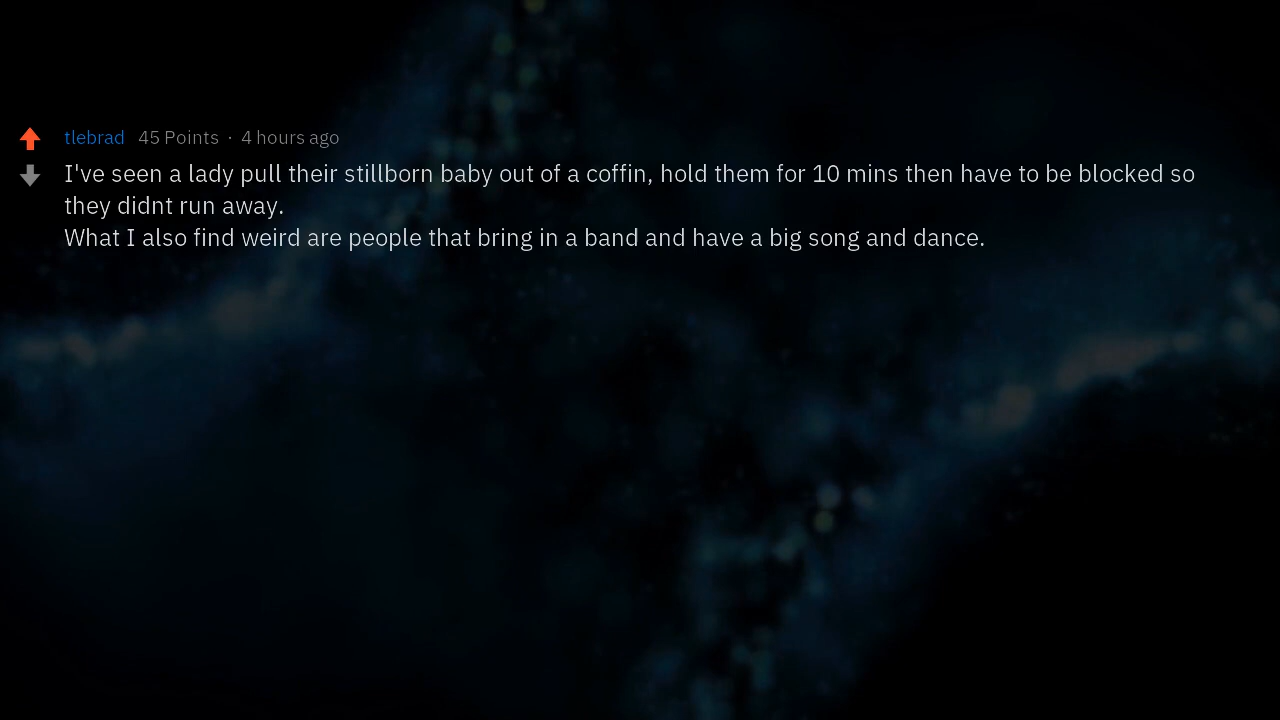 tlebrad 45 Points · 4 hours ago
I've seen a lady pull their stillborn baby out of a coffin, hold them for 10 mins then have to be blocked so
they didnt run away.
What I also find weird are people that bring in a band and have a big song and dance.